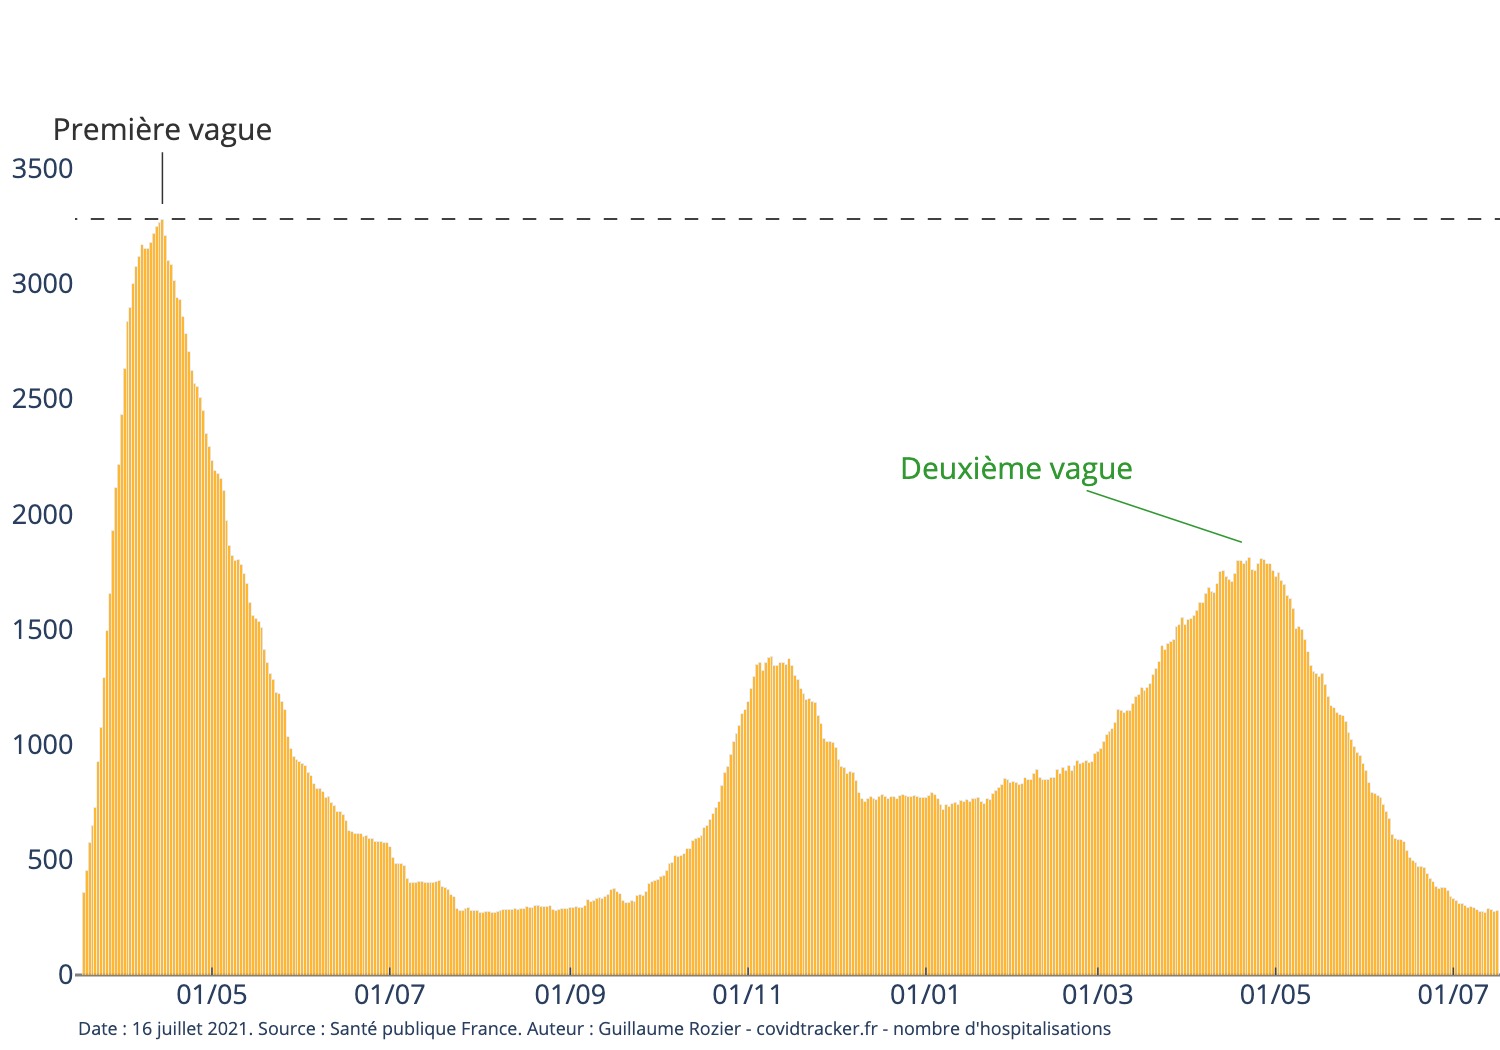 Première vague
3500
3000
2500
Deuxième vague
2000
1500
1000
500
0
01/05 01/07 01/09 01/11 01/01 01/03 01/05 01/07
Date : 16 juillet 2021. Source : Santé publique France. Auteur : Guillaume Rozier - covidtracker.fr - nombre d'hospitalisations